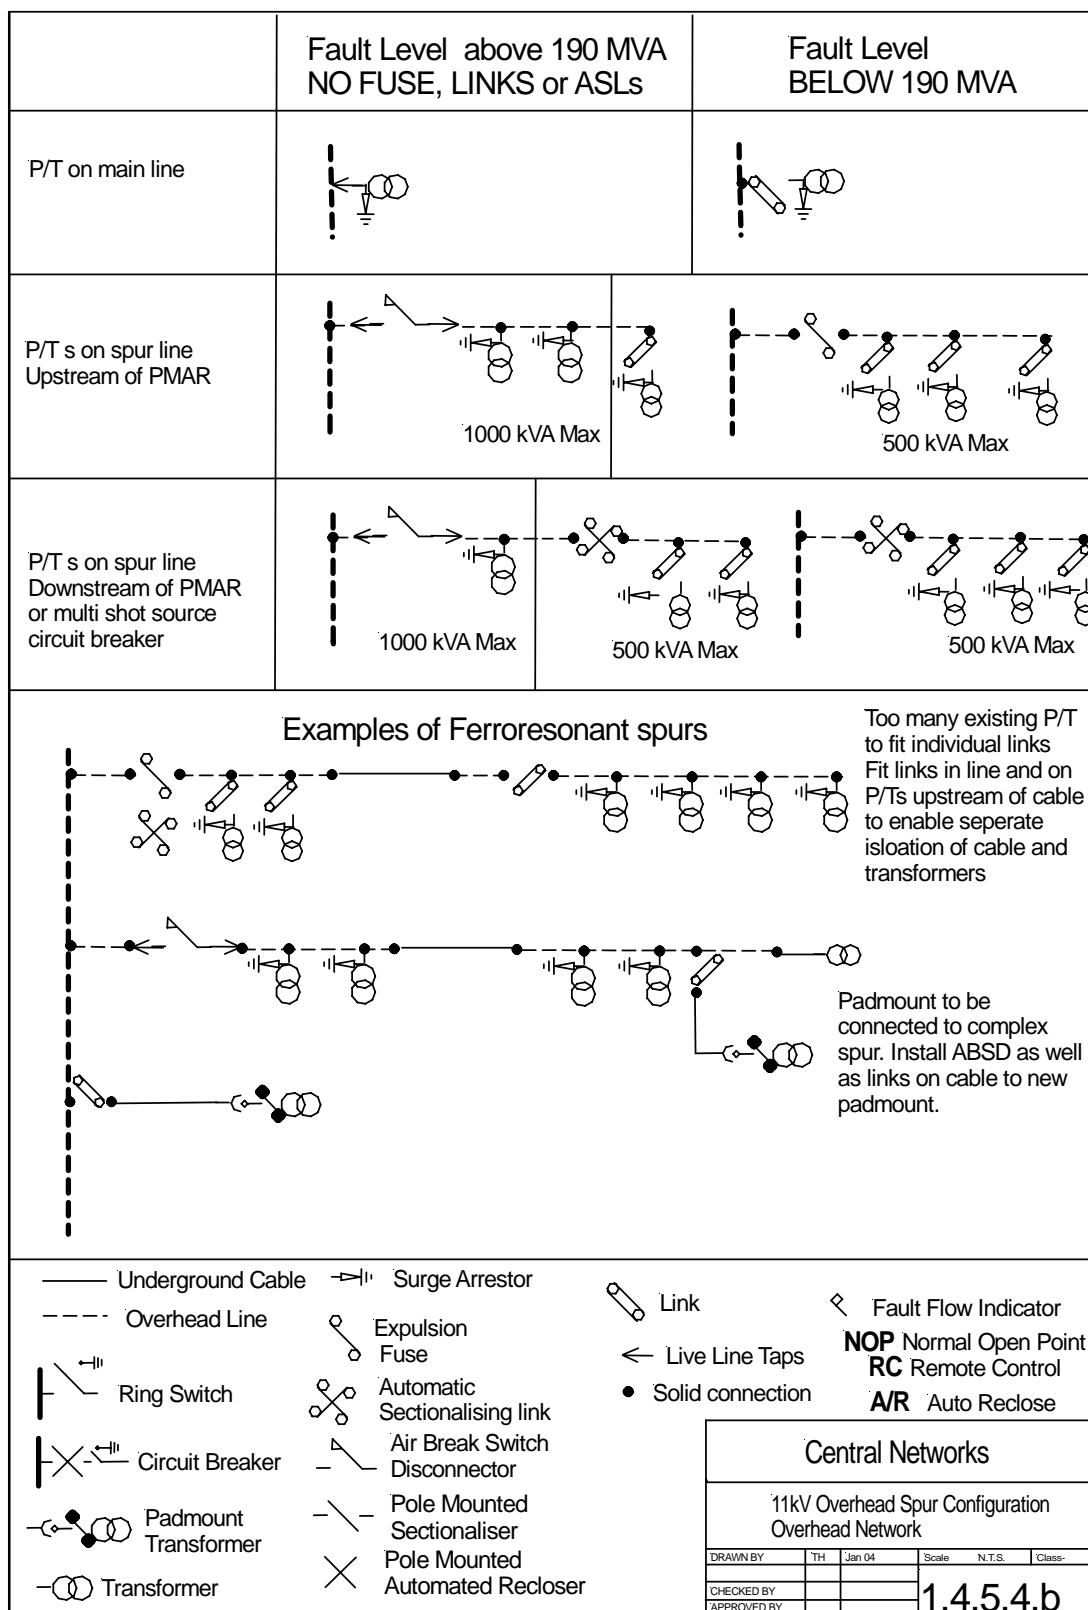 Fault Level above 190 MVA
NO FUSE, LINKS or ASLs
Fault Level
BELOW 190 MVA
P/T on main line
P/T s on spur line
Upstream of PMAR
1000 kVA Max
500 kVA Max
P/T s on spur line
Downstream of PMAR
or multi shot source
circuit breaker
1000 kVA Max
500 kVA Max
500 kVA Max
Examples of Ferroresonant spurs
Too many existing P/T
to fit individual links
Fit links in line and on
P/Ts upstream of cable
to enable seperate
isloation of cable and
transformers
Padmount to be
connected to complex
spur. Install ABSD as well
as links on cable to new
padmount.
Underground Cable
Overhead Line
Ring Switch
Circuit Breaker
Padmount
Transformer
Transformer
Surge Arrestor
Expulsion
Fuse
Automatic
Sectionalising link
Air Break Switch
Disconnector
Pole Mounted
Sectionaliser
Pole Mounted
Automated Recloser
Link
Live Line Taps
Solid connection
Fault Flow Indicator
NOP Normal Open Point
RC Remote Control
A/R Auto Reclose
Central Networks
11kV Overhead Spur Configuration
Overhead Network
DRAWN BY TH Jan 04 Scale N.T.S. Class-
CHECKED BY
APPROVED BY
1.4.5.4.b